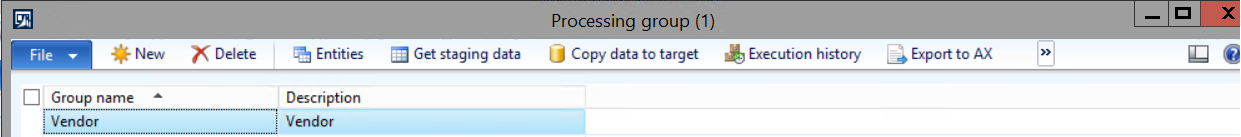 Processing group (1)
File New Delete Entities Get staging data Copy data to target Execution history Export to AX »
Group name Description
Vendor Vendor